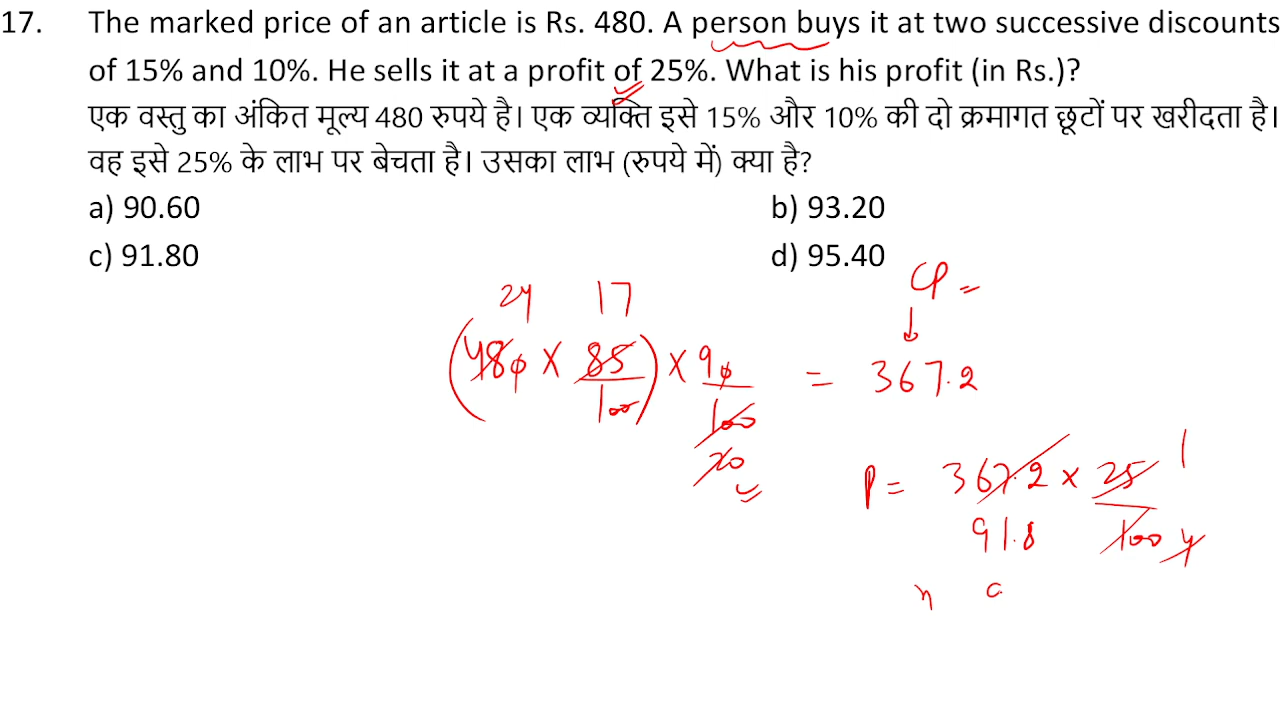 17. The marked price of an article is Rs. 480. A person buys it at two successive discounts
of 15% and 10%. He sells it at a profit of 25%. What is his profit (in Rs.)?
एक वस्तु का अंकित मूल्य 480 रुपये है। एक व्यक्ति इसे 15% और 10% की दो क्रमागत छूटों पर खरीदता है।
वह इसे 25% के लाभ पर बेचता है। उसका लाभ (रुपये में) क्या है?
a) 90.60 b) 93.20
c) 91.80 d) 95.40
CP =
24 17
(480 × 85/100) × 90/100 = 367.2
20
P = 367.2 × 25/100 1
91.8 4